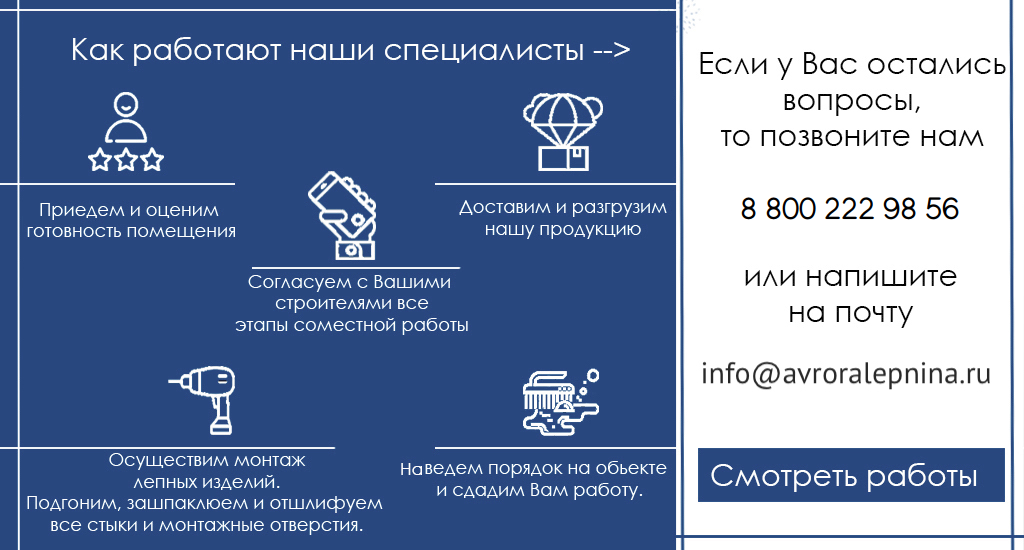 Как работают наши специалисты -->
Приедем и оценим
готовность помещения
Согласуем с Вашими
строителями все
этапы соместной работы
Доставим и разгрузим
нашу продукцию
Осуществим монтаж
лепных изделий.
Подгоним, зашпаклюем и отшлифуем
все стыки и монтажные отверстия.
Наведем порядок на обьекте
и сдадим Вам работу.
Если у Вас остались
вопросы,
то позвоните нам
8 800 222 98 56
или напишите
на почту
info@avroralepnina.ru
Смотреть работы